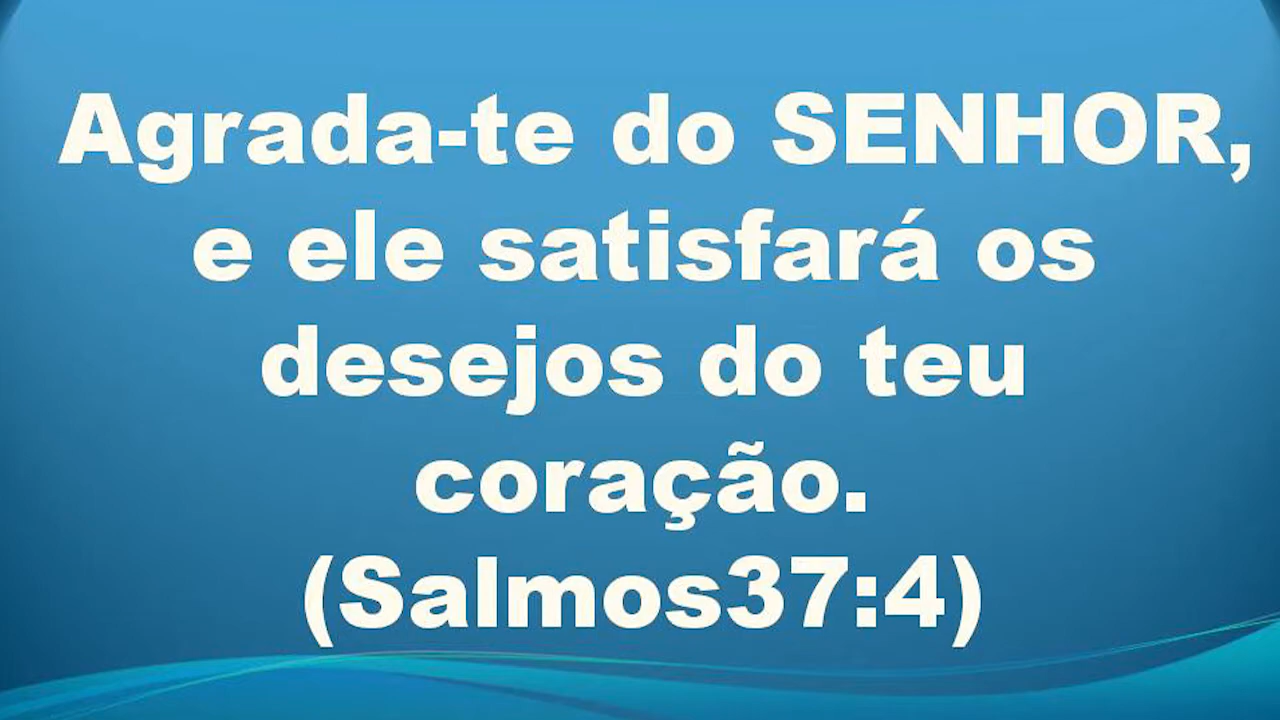 Agrada-te do SENHOR,
e ele satisfará os
desejos do teu
coração.
(Salmos37:4)